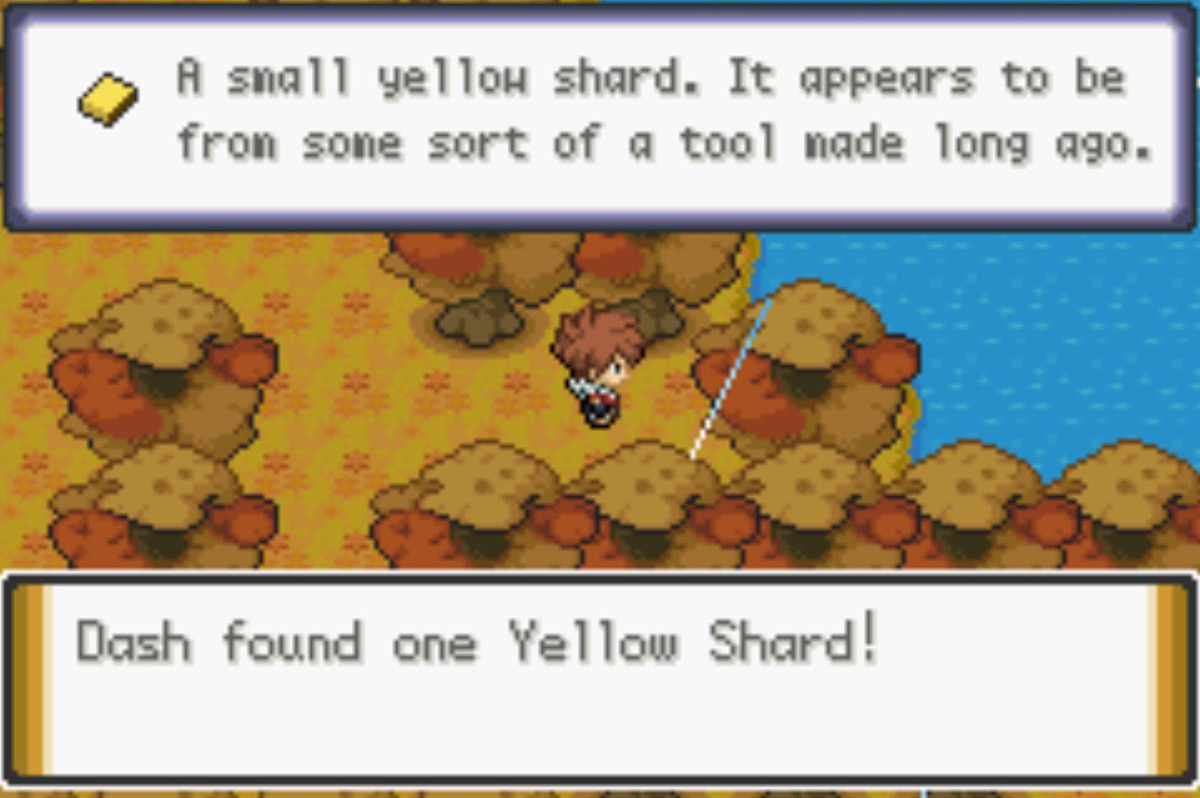 A small yellow shard. It appears to be
from some sort of a tool made long ago.
Dash found one Yellow Shard!